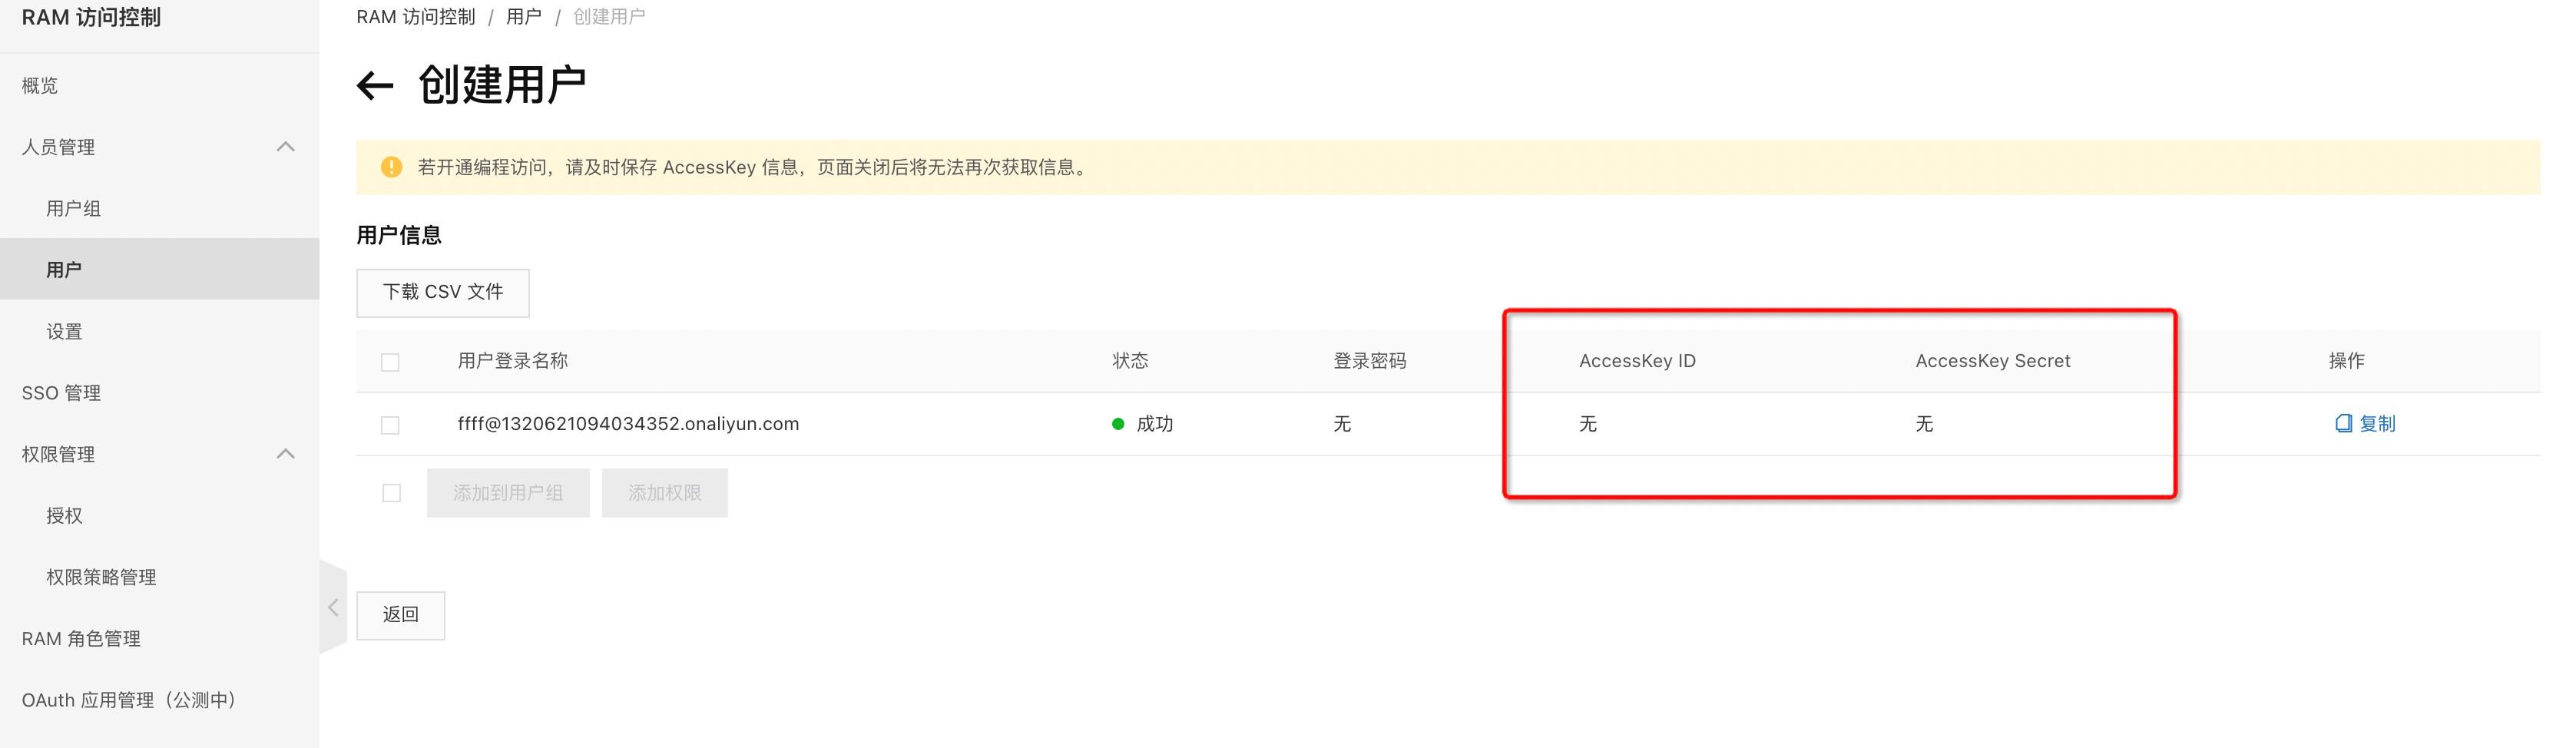 RAM 访问控制
概览
人员管理
用户组
用户
设置
SSO 管理
权限管理
授权
权限策略管理
RAM 角色管理
OAuth 应用管理（公测中）
RAM 访问控制 / 用户 / 创建用户
创建用户
若开通编程访问，请及时保存 AccessKey 信息，页面关闭后将无法再次获取信息。
用户信息
下载 CSV 文件
用户登录名称 状态 登录密码 AccessKey ID AccessKey Secret 操作
ffff@1320621094034352.onaliyun.com 成功 无 无 无 复制
添加到用户组 添加权限
返回